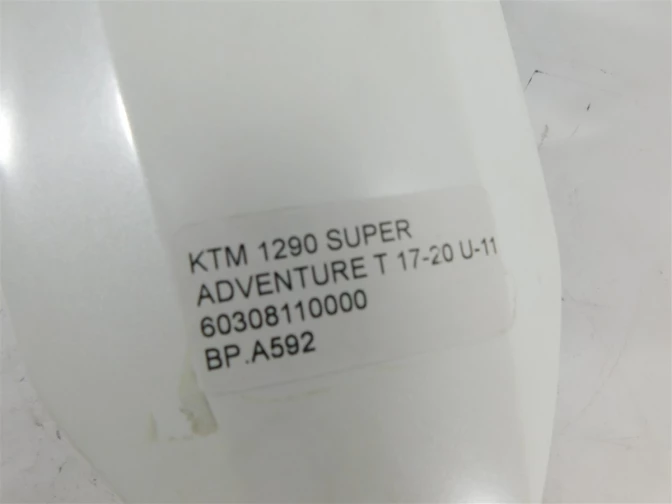 KTM 1290 SUPER
ADVENTURE T 17-20 U-11
60308110000
BP.A592